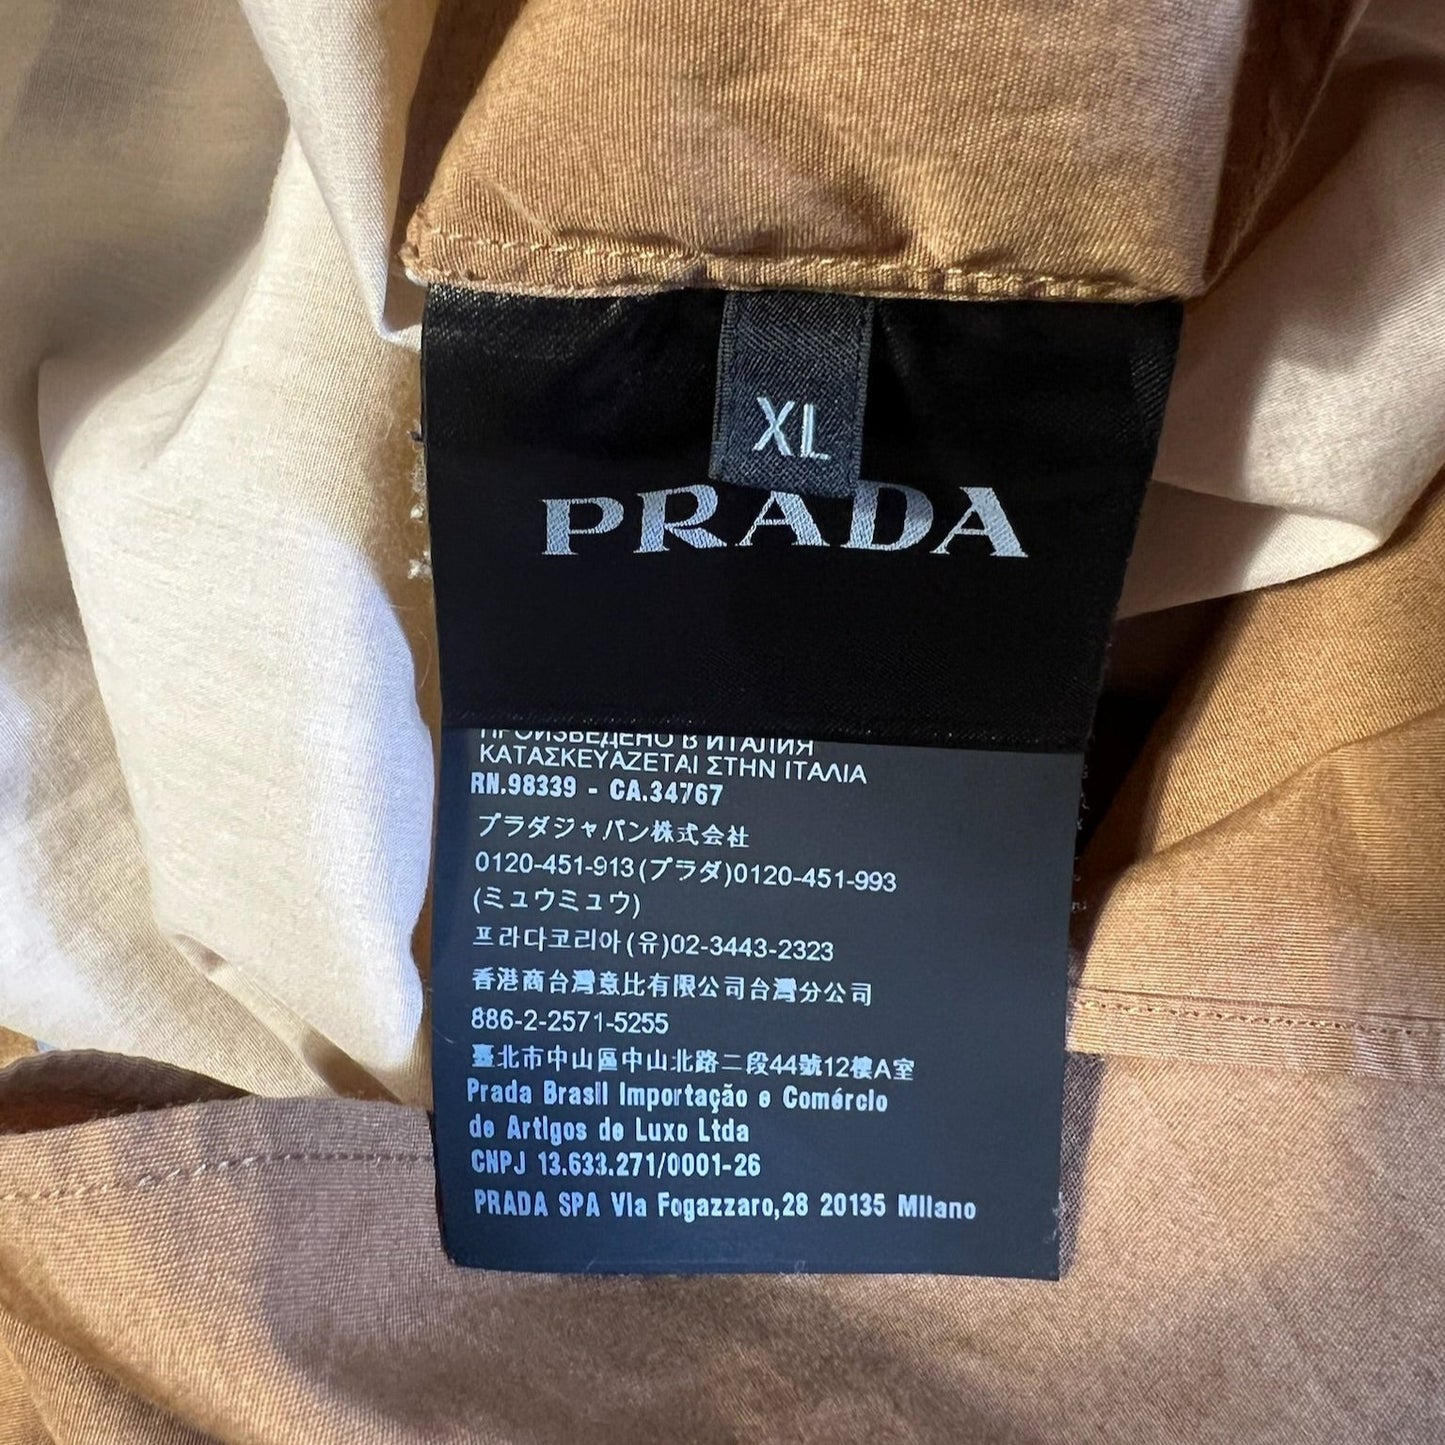 XL
PRADA
ПРОИЗВЕДЕНО В ИТАЛИЯ
ΚΑΤΑΣΚΕΥΑΖΕΤΑΙ ΣΤΗΝ ΙΤΑΛΙΑ
RN.98339 - CA.34767
プラダジャパン株式会社
0120-451-913(プラダ)0120-451-993
(ミュウミュウ)
프라다코리아(유)02-3443-2323
香港商台灣意比有限公司台灣分公司
886-2-2571-5255
臺北市中山區中山北路二段44號12樓A室
Prada Brasil Importação e Comércio
de Artigos de Luxo Ltda
CNPJ 13.633.271/0001-26
PRADA SPA Via Fogazzaro,28 20135 Milano